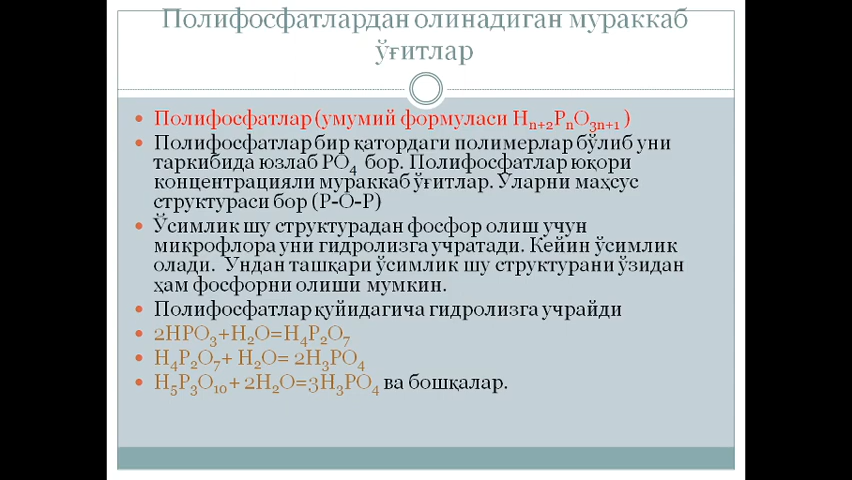 Полифосфатлардан олинадиган мураккаб
ўғитлар
• Полифосфатлар (умумий формуласи Hn+2PnO3n+1 )
• Полифосфатлар бир қатордаги полимерлар бўлиб уни
таркибида юзлаб PO4 бор. Полифосфатлар юқори
концентрацияли мураккаб ўғитлар. Уларни маҳсус
структураси бор (P-O-P)
• Ўсимлик шу структурадан фосфор олиш учун
микрофлора уни гидролизга учратади. Кейин ўсимлик
олади. Ундан ташқари ўсимлик шу структурани ўзидан
ҳам фосфорни олиши мумкин.
• Полифосфатлар қуйидагича гидролизга учрайди
• 2HPO3+H2O=H4P2O7
• H4P2O7+ H2O= 2H3PO4
• H5P3O10+ 2H2O=3H3PO4 ва бошқалар.